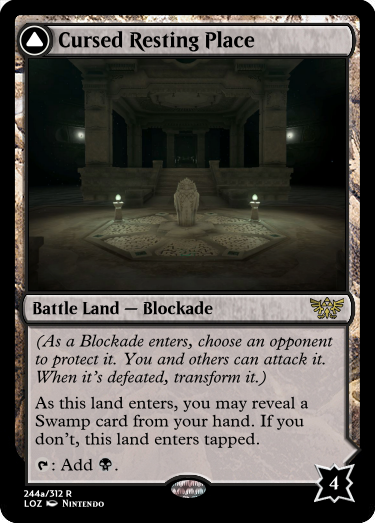 Cursed Resting Place
Battle Land — Blockade
(As a Blockade enters, choose an opponent
to protect it. You and others can attack it.
When it's defeated, transform it.)
As this land enters, you may reveal a
Swamp card from your hand. If you
don't, this land enters tapped.
: Add .
4
244a/312 R
LOZ Nintendo